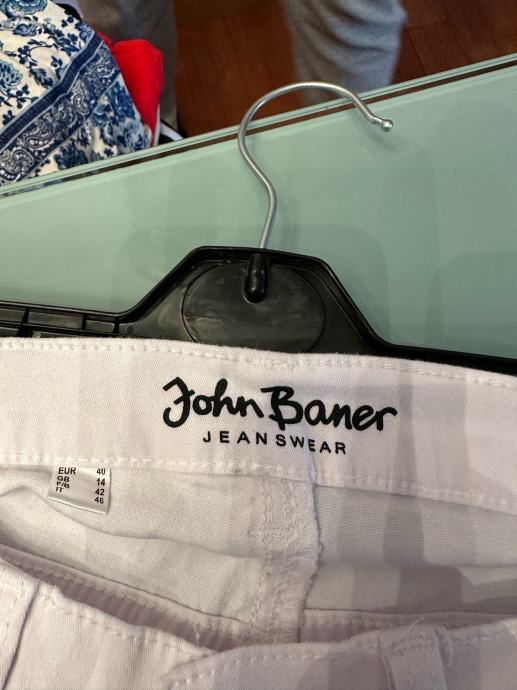 John Baner
JEANSWEAR
EUR 40
GB 14
F/B 42
IT 46